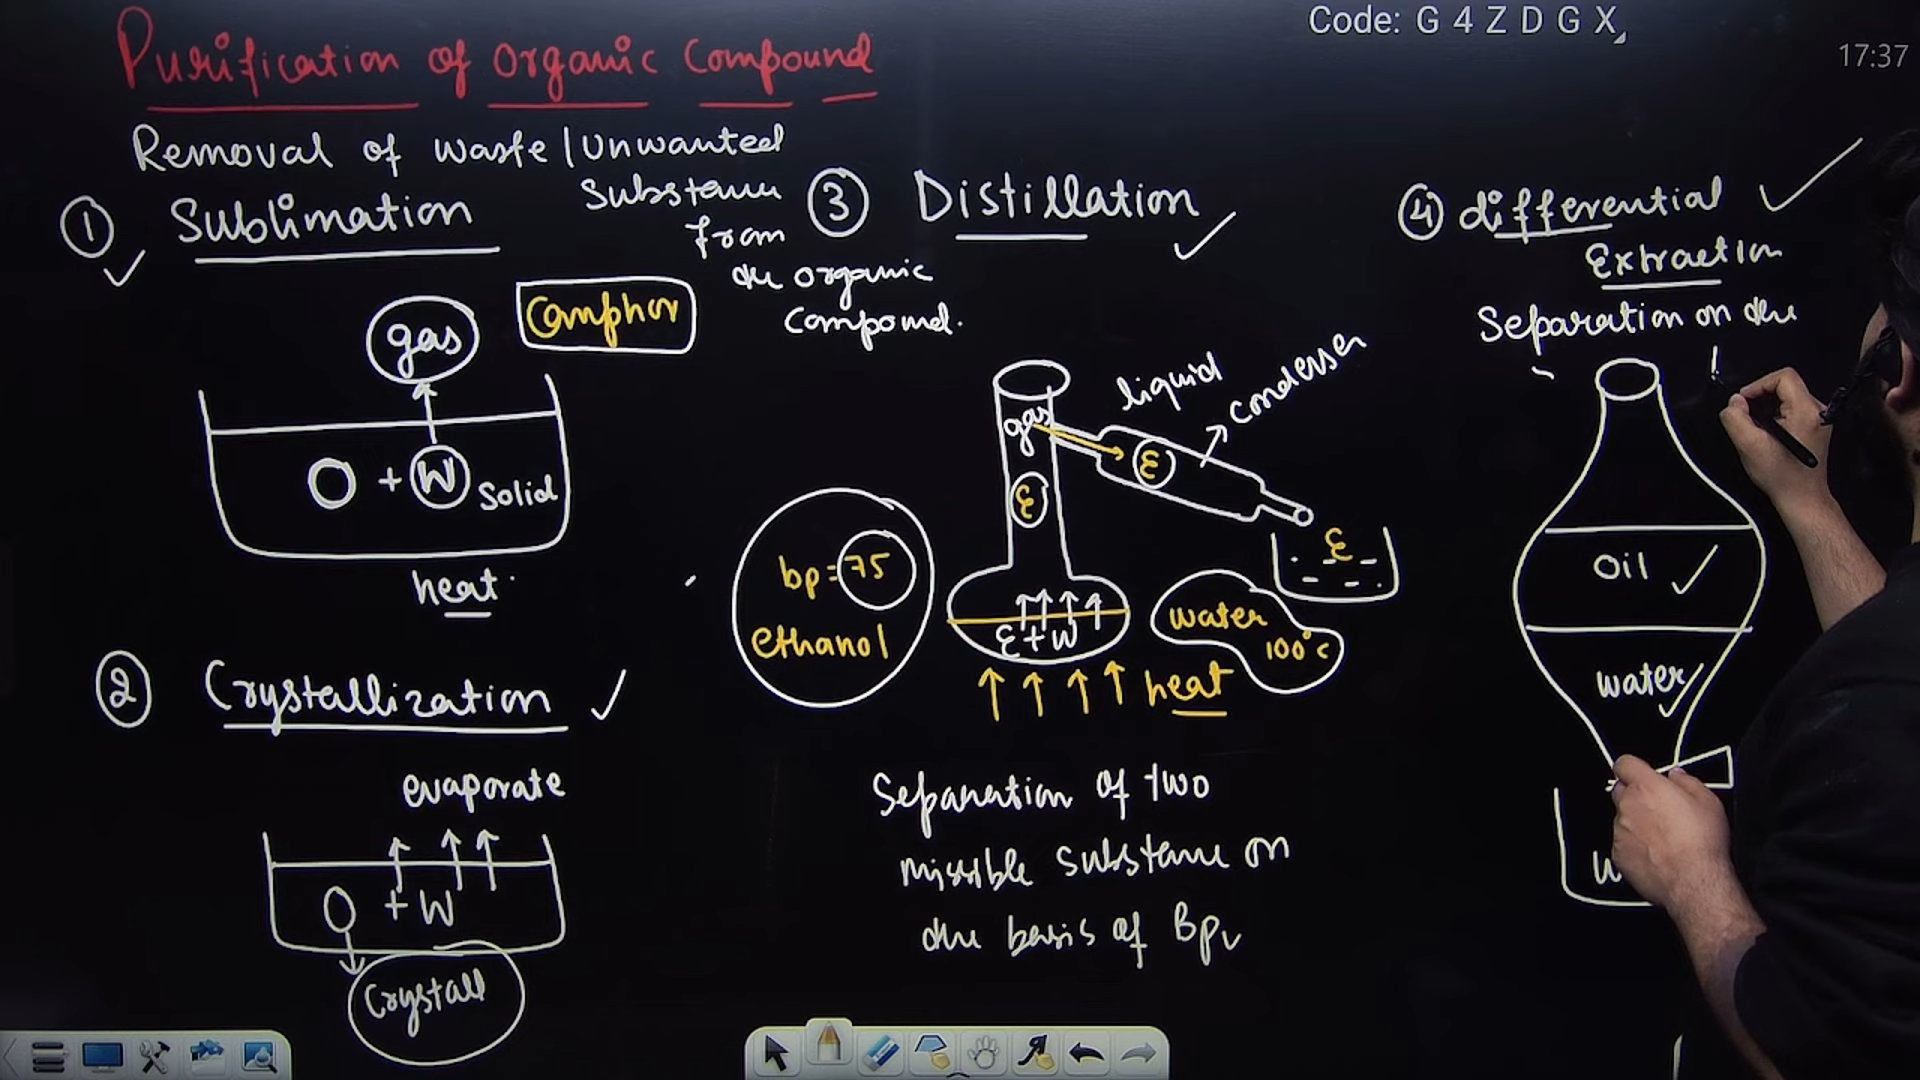 Code: G 4 Z D G X
17:37
Purification of organic Compound
Removal of waste / Unwanted
Substance
from
the organic
Compound.
① Sublimation
gas
Camphor
O + W Solid
heat
② Crystallization
evaporate
O + W
Crystall
③ Distillation
gas
liquid
condenser
ε
ε
ε
bp=75
ethanol
ε + W
water
100°c
heat
Separation of two
missible substance on
the basis of Bp
④ differential
Extraction
Separation on the
Oil
water
W